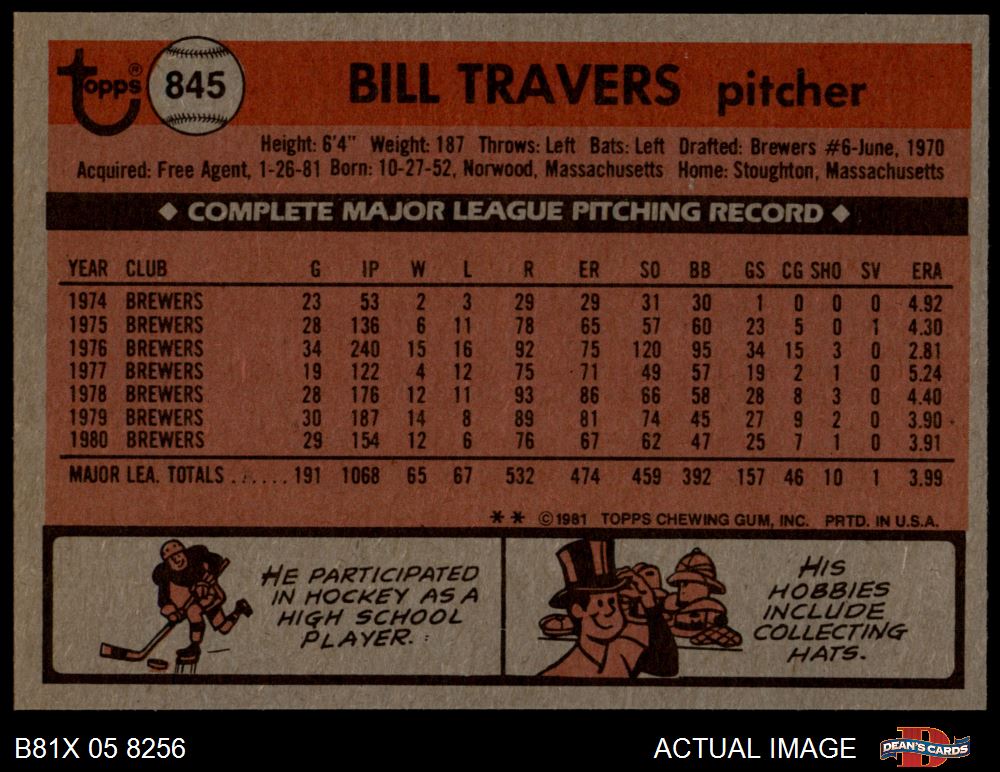 Topps® 845 BILL TRAVERS pitcher
Height: 6'4" Weight: 187 Throws: Left Bats: Left Drafted: Brewers #6-June, 1970
Acquired: Free Agent, 1-26-81 Born: 10-27-52, Norwood, Massachusetts Home: Stoughton, Massachusetts
◆ COMPLETE MAJOR LEAGUE PITCHING RECORD ◆
YEAR CLUB G IP W L R ER SO BB GS CG SHO SV ERA
1974 BREWERS 23 53 2 3 29 29 31 30 1 0 0 0 4.92
1975 BREWERS 28 136 6 11 78 65 57 60 23 5 0 1 4.30
1976 BREWERS 34 240 15 16 92 75 120 95 34 15 3 0 2.81
1977 BREWERS 19 122 4 12 75 71 49 57 19 2 1 0 5.24
1978 BREWERS 28 176 12 11 93 86 66 58 28 8 3 0 4.40
1979 BREWERS 30 187 14 8 89 81 74 45 27 9 2 0 3.90
1980 BREWERS 29 154 12 6 76 67 62 47 25 7 1 0 3.91
MAJOR LEA. TOTALS ...... 191 1068 65 67 532 474 459 392 157 46 10 1 3.99
** ©1981 TOPPS CHEWING GUM, INC. PRTD. IN U.S.A.
HE PARTICIPATED
IN HOCKEY AS A
HIGH SCHOOL
PLAYER.
HIS
HOBBIES
INCLUDE
COLLECTING
HATS.
B81X 05 8256 ACTUAL IMAGE DEAN'S CARDS